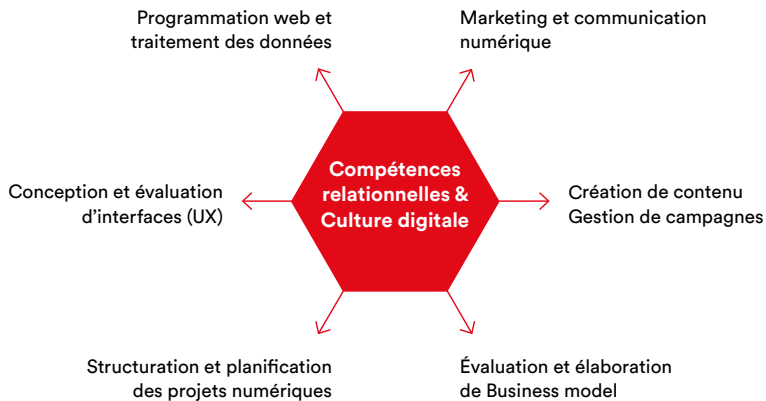 Programmation web et
traitement des données
Marketing et communication
numérique
Compétences
relationnelles &
Culture digitale
Conception et évaluation
d'interfaces (UX)
Création de contenu
Gestion de campagnes
Structuration et planification
des projets numériques
Évaluation et élaboration
de Business model